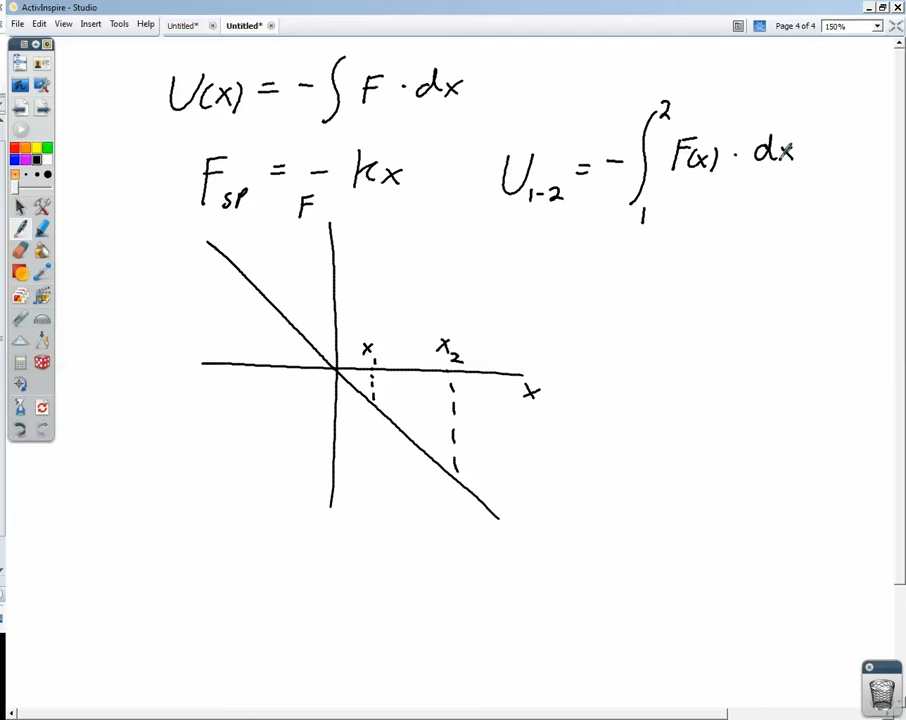 ActivInspire - Studio
File Edit View Insert Tools Help Untitled* Untitled* Page 4 of 4 150%
U(x) = - ∫ F · dx
F_sp = - kx
U_1-2 = - ∫_1^2 F(x) · dx
F
x
x_2
x